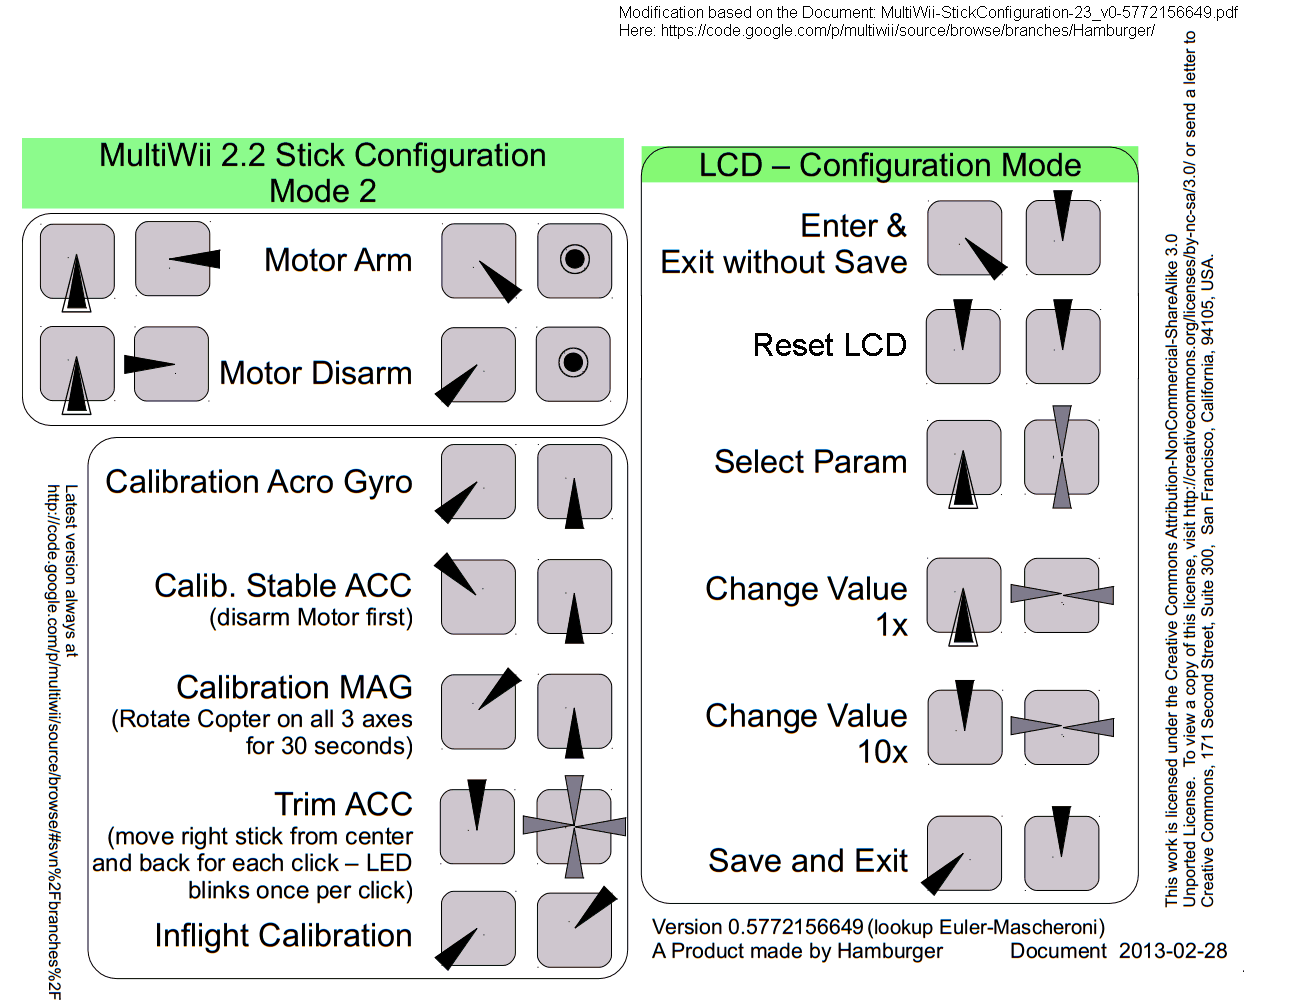 Modification based on the Document: MultiWii-StickConfiguration-23_v0-5772156649.pdf
Here: https://code.google.com/p/multiwii/source/browse/branches/Hamburger/
MultiWii 2.2 Stick Configuration
Mode 2
Motor Arm
Motor Disarm
Calibration Acro Gyro
Calib. Stable ACC
(disarm Motor first)
Calibration MAG
(Rotate Copter on all 3 axes
for 30 seconds)
Trim ACC
(move right stick from center
and back for each click – LED
blinks once per click)
Inflight Calibration
Latest version always at
http://code.google.com/p/multiwii/source/browse/#svn%2Fbranches%2F
LCD – Configuration Mode
Enter &
Exit without Save
Reset LCD
Select Param
Change Value
1x
Change Value
10x
Save and Exit
Version 0.5772156649 (lookup Euler-Mascheroni)
A Product made by Hamburger
Document 2013-02-28
This work is licensed under the Creative Commons Attribution-NonCommercial-ShareAlike 3.0
Unported License. To view a copy of this license, visit http://creativecommons.org/licenses/by-nc-sa/3.0/ or send a letter to
Creative Commons, 171 Second Street, Suite 300, San Francisco, California, 94105, USA.